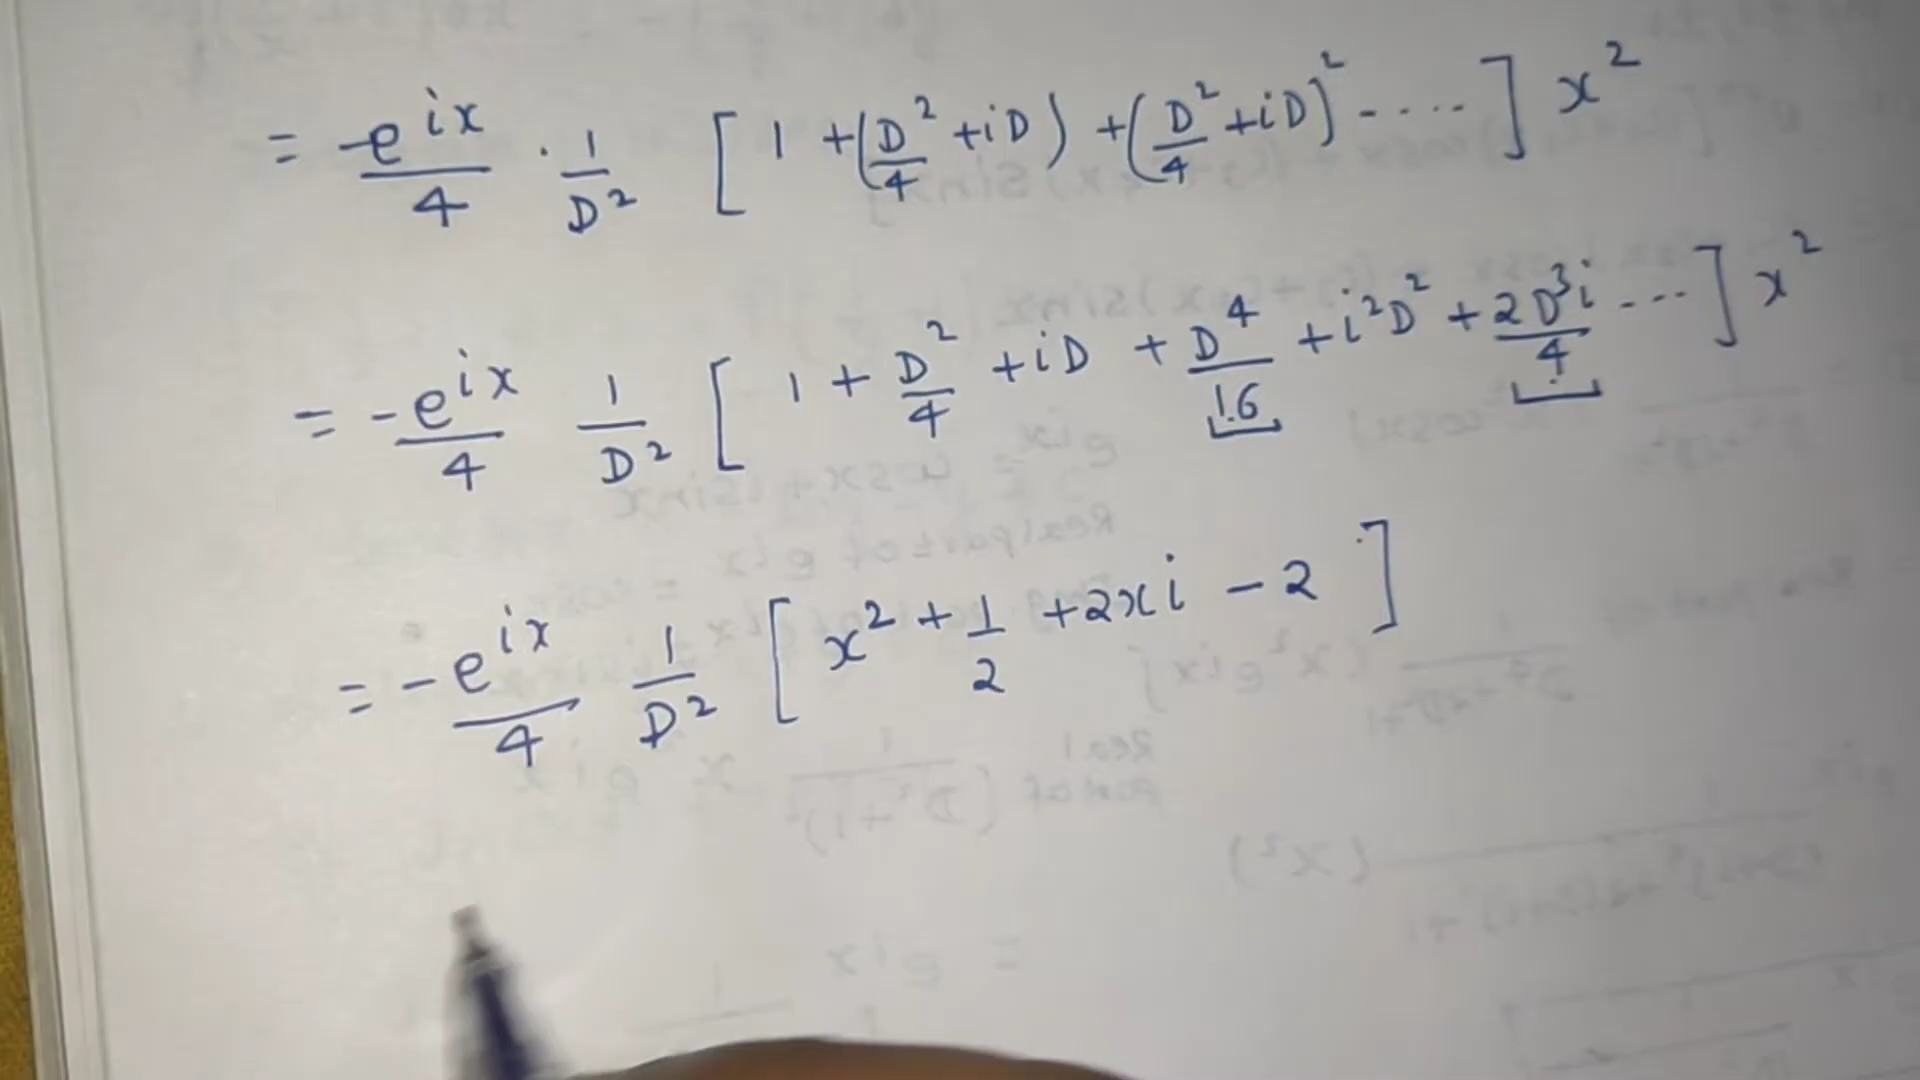 = -e^{ix}/4 · 1/D² [ 1 + (D²/4 + iD) + (D²/4 + iD)² - .... ] x²
= -e^{ix}/4 1/D² [ 1 + D²/4 + iD + D⁴/16 + i²D² + 2D³i/4 - ... ] x²
= -e^{ix}/4 1/D² [ x² + 1/2 + 2xi - 2 ]